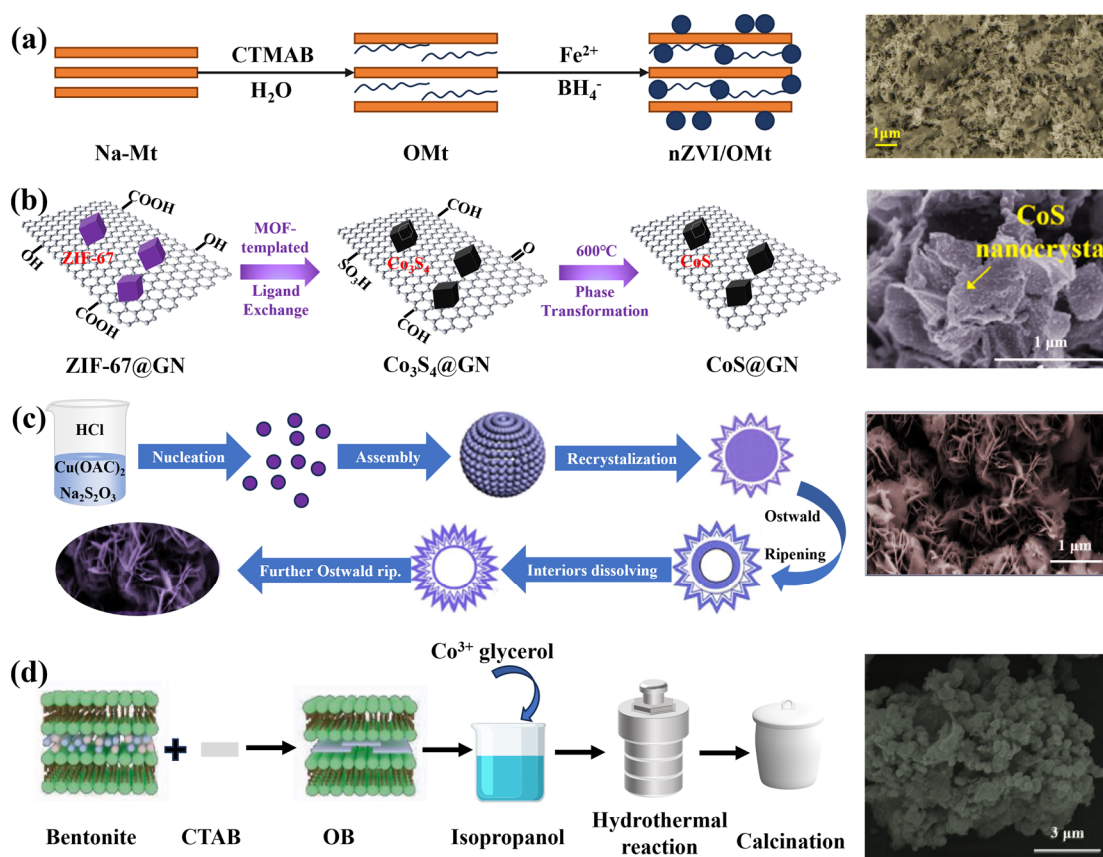 (a)
CTMAB
H₂O
Fe²⁺
BH₄⁻
Na-Mt
OMt
nZVI/OMt
1μm
(b)
COOH
OH
ZIF-67
OH
COOH
MOF-
templated
Ligand
Exchange
COH
O
Co₃S₄
SO₃H
COH
600°C
Phase
Transformation
CoS
ZIF-67@GN
Co₃S₄@GN
CoS@GN
CoS
nanocrysta
1 μm
(c)
HCl
Cu(OAC)₂
Na₂S₂O₃
Nucleation
Assembly
Recrystalization
Ostwald
Ripening
Interiors dissolving
Further Ostwald rip.
1 μm
(d)
Co³⁺ glycerol
Bentonite
CTAB
OB
Isopropanol
Hydrothermal
reaction
Calcination
3 μm